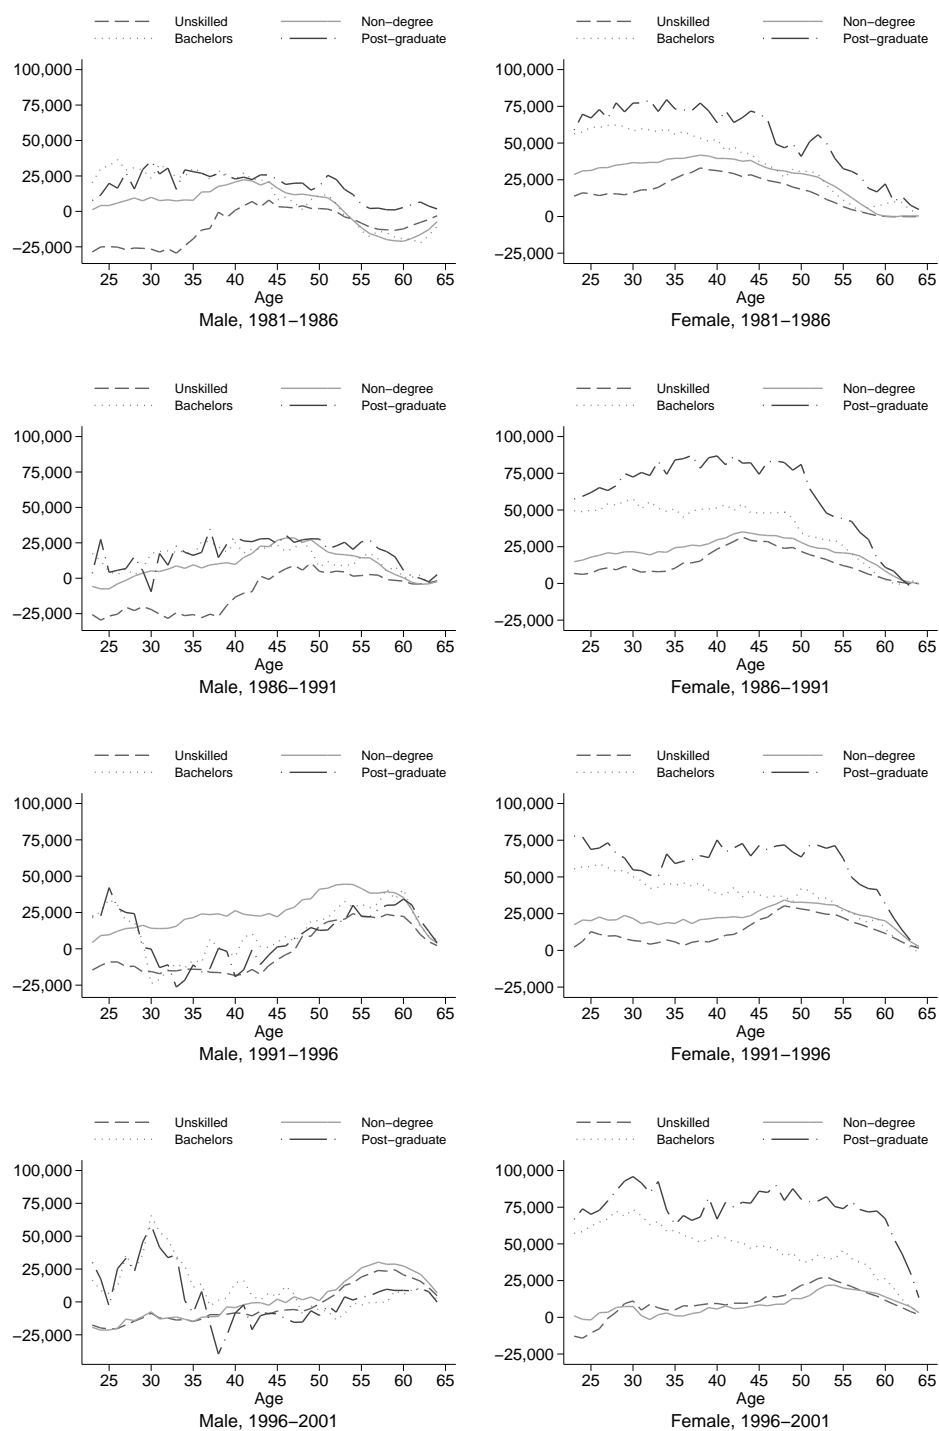 Unskilled Non−degree
Bachelors Post−graduate
100,000
75,000
50,000
25,000
0
−25,000
25 30 35 40 45 50 55 60 65
Age
Male, 1981−1986
Unskilled Non−degree
Bachelors Post−graduate
100,000
75,000
50,000
25,000
0
−25,000
25 30 35 40 45 50 55 60 65
Age
Female, 1981−1986
Unskilled Non−degree
Bachelors Post−graduate
100,000
75,000
50,000
25,000
0
−25,000
25 30 35 40 45 50 55 60 65
Age
Male, 1986−1991
Unskilled Non−degree
Bachelors Post−graduate
100,000
75,000
50,000
25,000
0
−25,000
25 30 35 40 45 50 55 60 65
Age
Female, 1986−1991
Unskilled Non−degree
Bachelors Post−graduate
100,000
75,000
50,000
25,000
0
−25,000
25 30 35 40 45 50 55 60 65
Age
Male, 1991−1996
Unskilled Non−degree
Bachelors Post−graduate
100,000
75,000
50,000
25,000
0
−25,000
25 30 35 40 45 50 55 60 65
Age
Female, 1991−1996
Unskilled Non−degree
Bachelors Post−graduate
100,000
75,000
50,000
25,000
0
−25,000
25 30 35 40 45 50 55 60 65
Age
Male, 1996−2001
Unskilled Non−degree
Bachelors Post−graduate
100,000
75,000
50,000
25,000
0
−25,000
25 30 35 40 45 50 55 60 65
Age
Female, 1996−2001